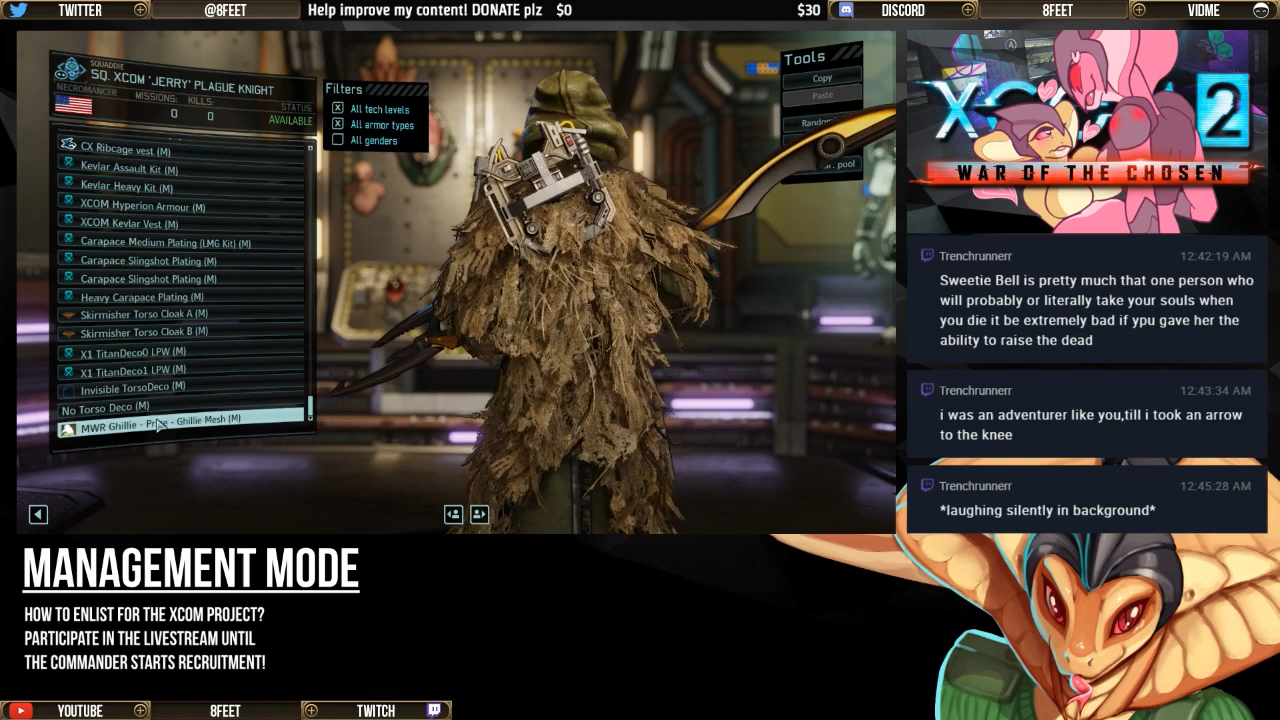 TWITTER
@8FEET
Help improve my content! DONATE plz $0
$30
DISCORD
8FEET
VIDME
SQUADDIE
SQ. XCOM 'JERRY' PLAGUE KNIGHT
NECROMANCER
MISSIONS: KILLS:
STATUS
0 0
AVAILABLE
CX Ribcage vest (M)
Kevlar Assault Kit (M)
Kevlar Heavy Kit (M)
XCOM Hyperion Armour (M)
XCOM Kevlar Vest (M)
Carapace Medium Plating (LMG Kit) (M)
Carapace Slingshot Plating (M)
Carapace Slingshot Plating (M)
Heavy Carapace Plating (M)
Skirmisher Torso Cloak A (M)
Skirmisher Torso Cloak B (M)
X1 TitanDeco0 LPW (M)
X1 TitanDeco1 LPW (M)
Invisible TorsoDeco (M)
No Torso Deco (M)
MWR Ghillie - Price - Ghillie Mesh (M)
Filters
All tech levels
All armor types
All genders
Tools
Copy
Paste
Random
pool
2
WAR OF THE CHOSEN
Trenchrunnerr 12:42:19 AM
Sweetie Bell is pretty much that one person who
will probably or literally take your souls when
you die it be extremely bad if ypu gave her the
ability to raise the dead
Trenchrunnerr 12:43:34 AM
i was an adventurer like you,till i took an arrow
to the knee
Trenchrunnerr 12:45:28 AM
*laughing silently in background*
MANAGEMENT MODE
HOW TO ENLIST FOR THE XCOM PROJECT?
PARTICIPATE IN THE LIVESTREAM UNTIL
THE COMMANDER STARTS RECRUITMENT!
YOUTUBE
8FEET
TWITCH